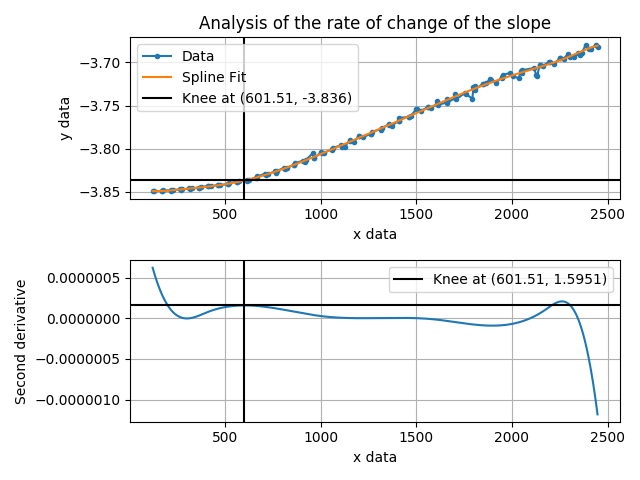 Analysis of the rate of change of the slope
−3.70
−3.75
−3.80
−3.85
y data
Data
Spline Fit
Knee at (601.51, -3.836)
500
1000
1500
2000
2500
x data
0.0000005
0.0000000
−0.0000005
−0.0000010
Second derivative
Knee at (601.51, 1.5951)
500
1000
1500
2000
2500
x data